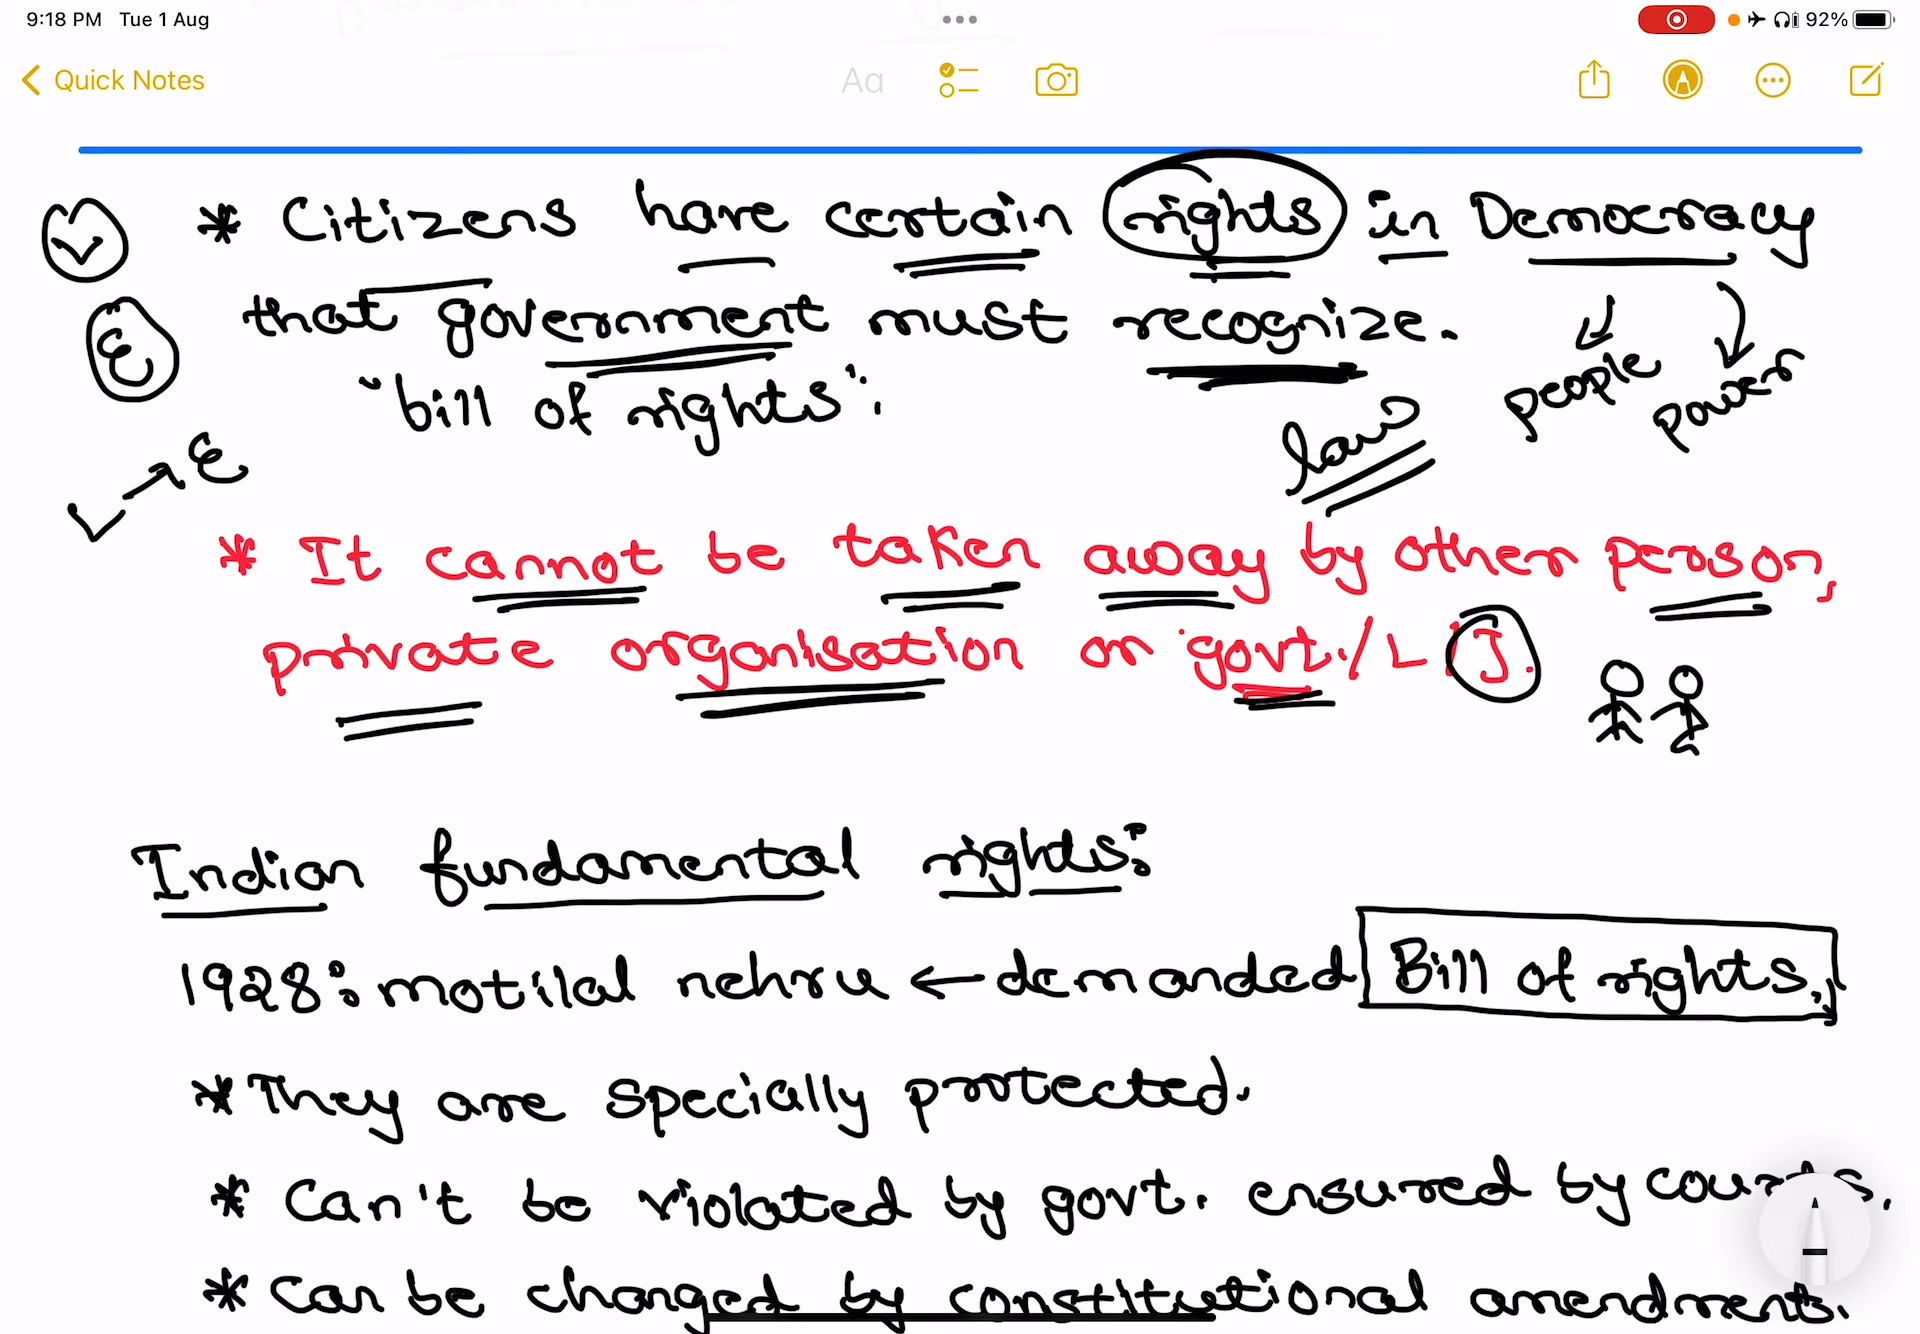 9:18 PM Tue 1 Aug
92%
Quick Notes
Aa
L * Citizens have certain rights in Democracy
E that government must recognize.
people power
"bill of rights":
law
L → E
* It cannot be taken away by other person,
private organisation or govt./L/J.
Indian fundamental rights:
1928: motilal nehru ← demanded Bill of rights.
* They are specially protected.
* Can't be violated by govt. ensured by courts.
* Can be changed by constitutional amendments.